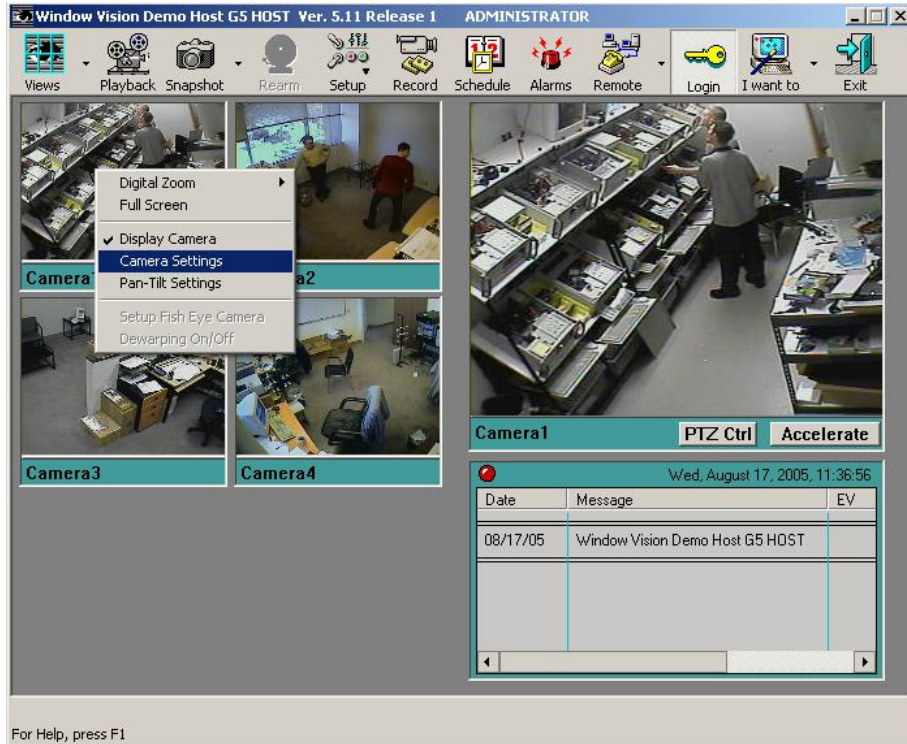 Window Vision Demo Host G5 HOST Ver. 5.11 Release 1 ADMINISTRATOR
Views Playback Snapshot Rearm Setup Record Schedule Alarms Remote Login I want to Exit
Digital Zoom
Full Screen
Display Camera
Camera Settings
Pan-Tilt Settings
Setup Fish Eye Camera
Dewarping On/Off
Camera
a2
Camera3
Camera4
Camera1 PTZ Ctrl Accelerate
Wed, August 17, 2005, 11:36:56
Date Message EV
08/17/05 Window Vision Demo Host G5 HOST
For Help, press F1